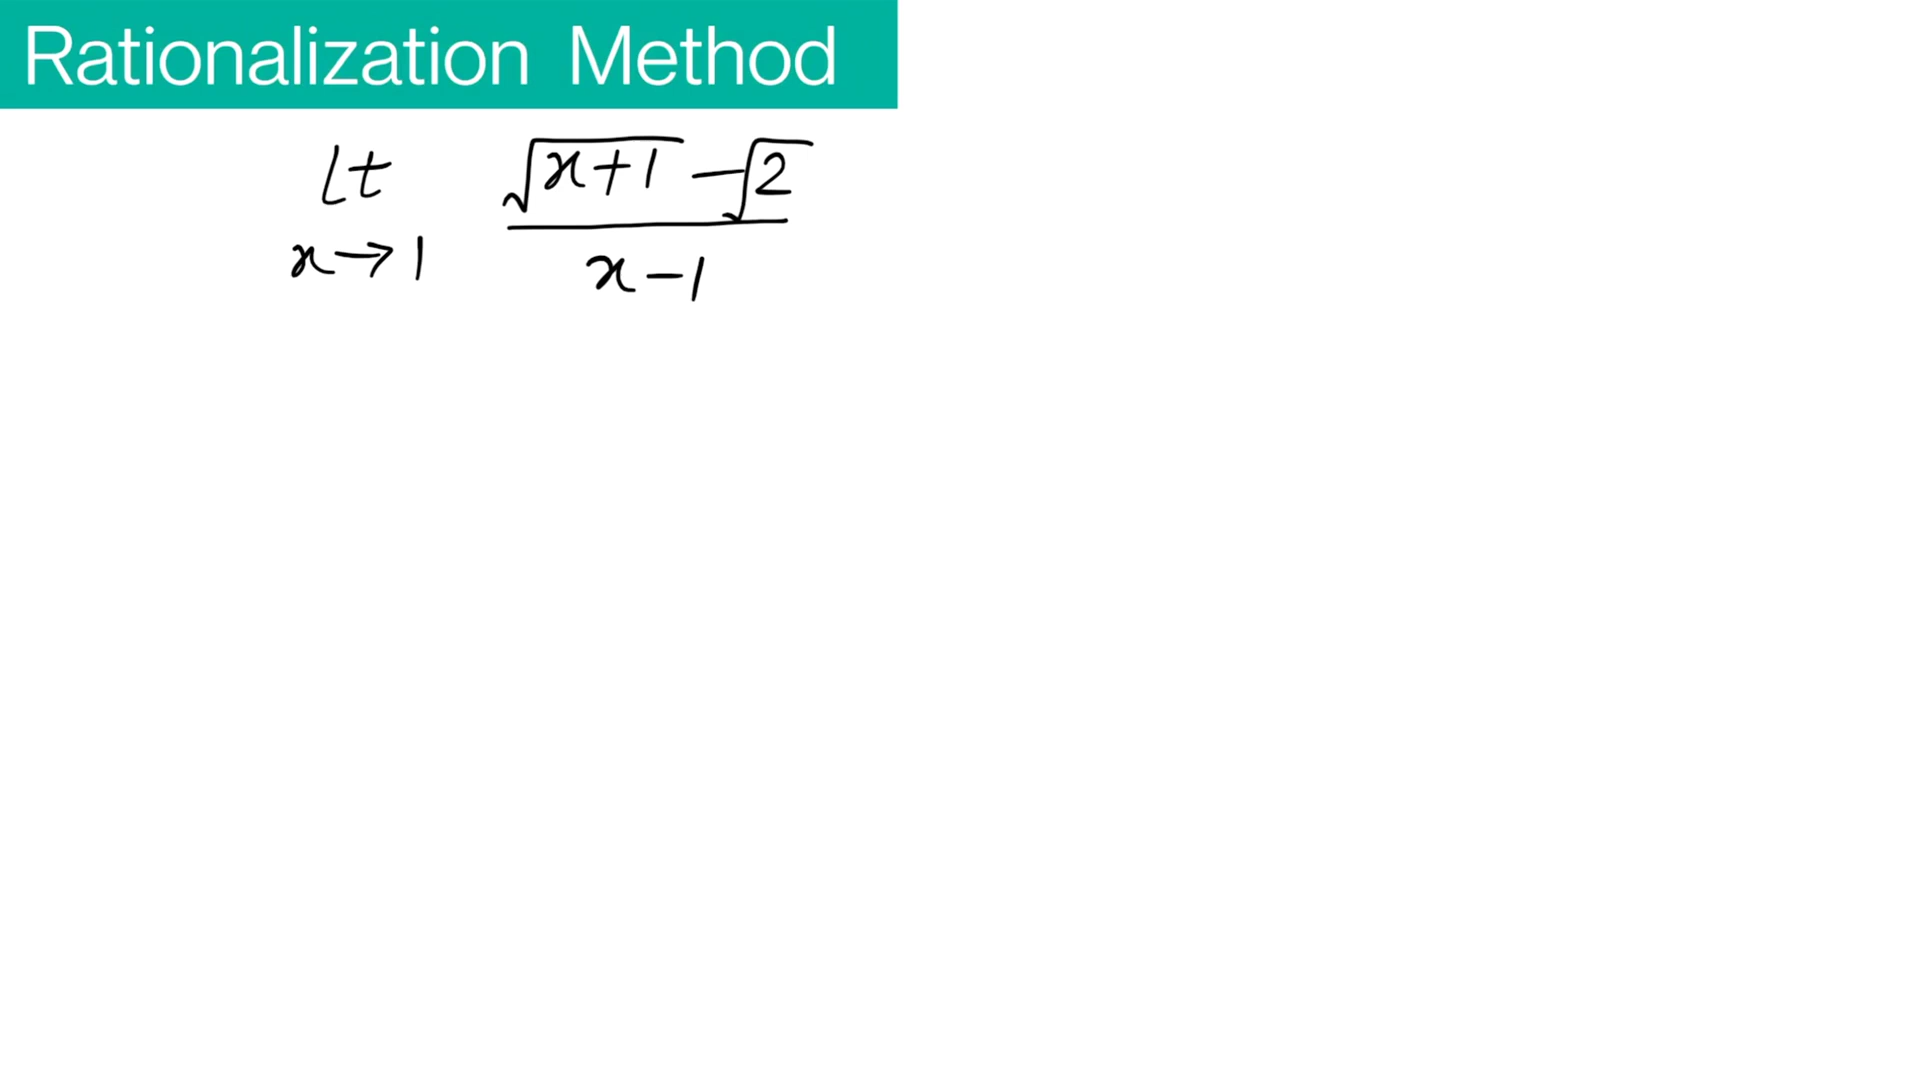 Rationalization Method
Lt √x+1 - √2
x→1 x-1